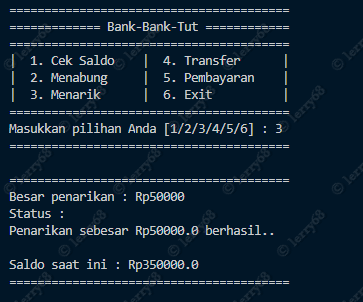 ========================================
============= Bank-Bank-Tut ============
========================================
|  1. Cek Saldo    |  4. Transfer      |
|  2. Menabung     |  5. Pembayaran    |
|  3. Menarik      |  6. Exit          |
========================================
Masukkan pilihan Anda [1/2/3/4/5/6] : 3
========================================
========================================
Besar penarikan : Rp50000
Status :
Penarikan sebesar Rp50000.0 berhasil..
Saldo saat ini : Rp350000.0
========================================
© lerry68